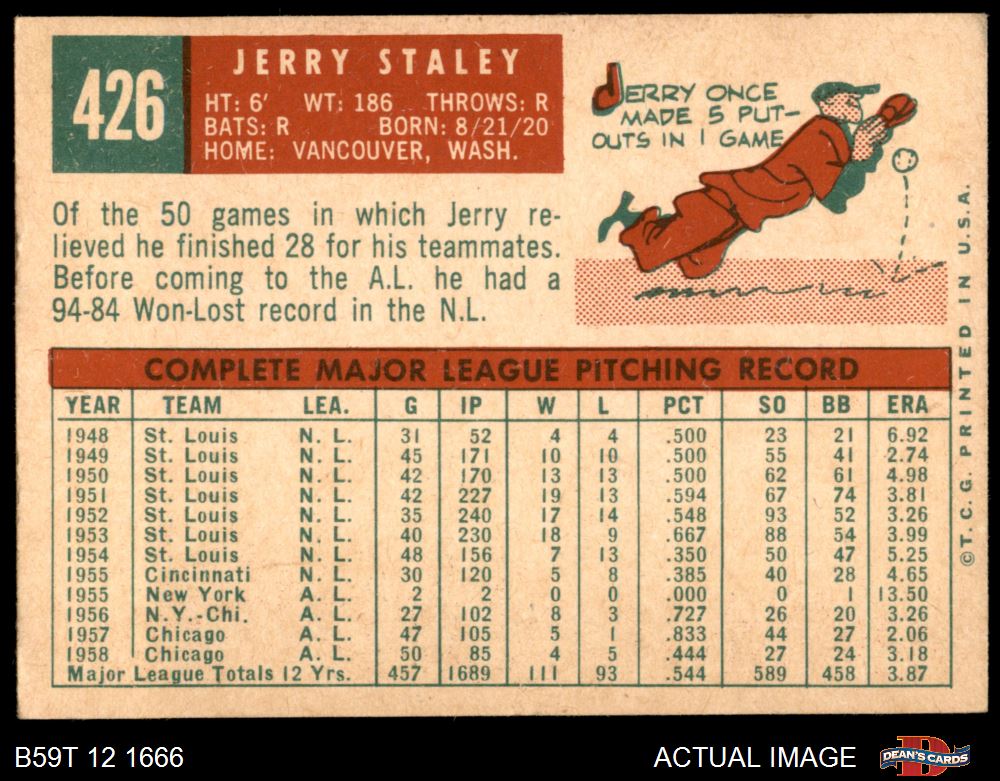 426
JERRY STALEY
HT: 6' WT: 186 THROWS: R
BATS: R BORN: 8/21/20
HOME: VANCOUVER, WASH.
JERRY ONCE
MADE 5 PUT-
OUTS IN 1 GAME
Of the 50 games in which Jerry re-
lieved he finished 28 for his teammates.
Before coming to the A.L. he had a
94-84 Won-Lost record in the N.L.
COMPLETE MAJOR LEAGUE PITCHING RECORD
YEAR TEAM LEA. G IP W L PCT SO BB ERA
1948 St. Louis N. L. 31 52 4 4 .500 23 21 6.92
1949 St. Louis N. L. 45 171 10 10 .500 55 41 2.74
1950 St. Louis N. L. 42 170 13 13 .500 62 61 4.98
1951 St. Louis N. L. 42 227 19 13 .594 67 74 3.81
1952 St. Louis N. L. 35 240 17 14 .548 93 52 3.26
1953 St. Louis N. L. 40 230 18 9 .667 88 54 3.99
1954 St. Louis N. L. 48 156 7 13 .350 50 47 5.25
1955 Cincinnati N. L. 30 120 5 8 .385 40 28 4.65
1955 New York A. L. 2 2 0 0 .000 0 1 13.50
1956 N.Y.-Chi. A. L. 27 102 8 3 .727 26 20 3.26
1957 Chicago A. L. 47 105 5 1 .833 44 27 2.06
1958 Chicago A. L. 50 85 4 5 .444 27 24 3.18
Major League Totals 12 Yrs. 457 1689 111 93 .544 589 458 3.87
© T. C. G. PRINTED IN U.S.A.
B59T 12 1666
ACTUAL IMAGE
DEAN'S CARDS